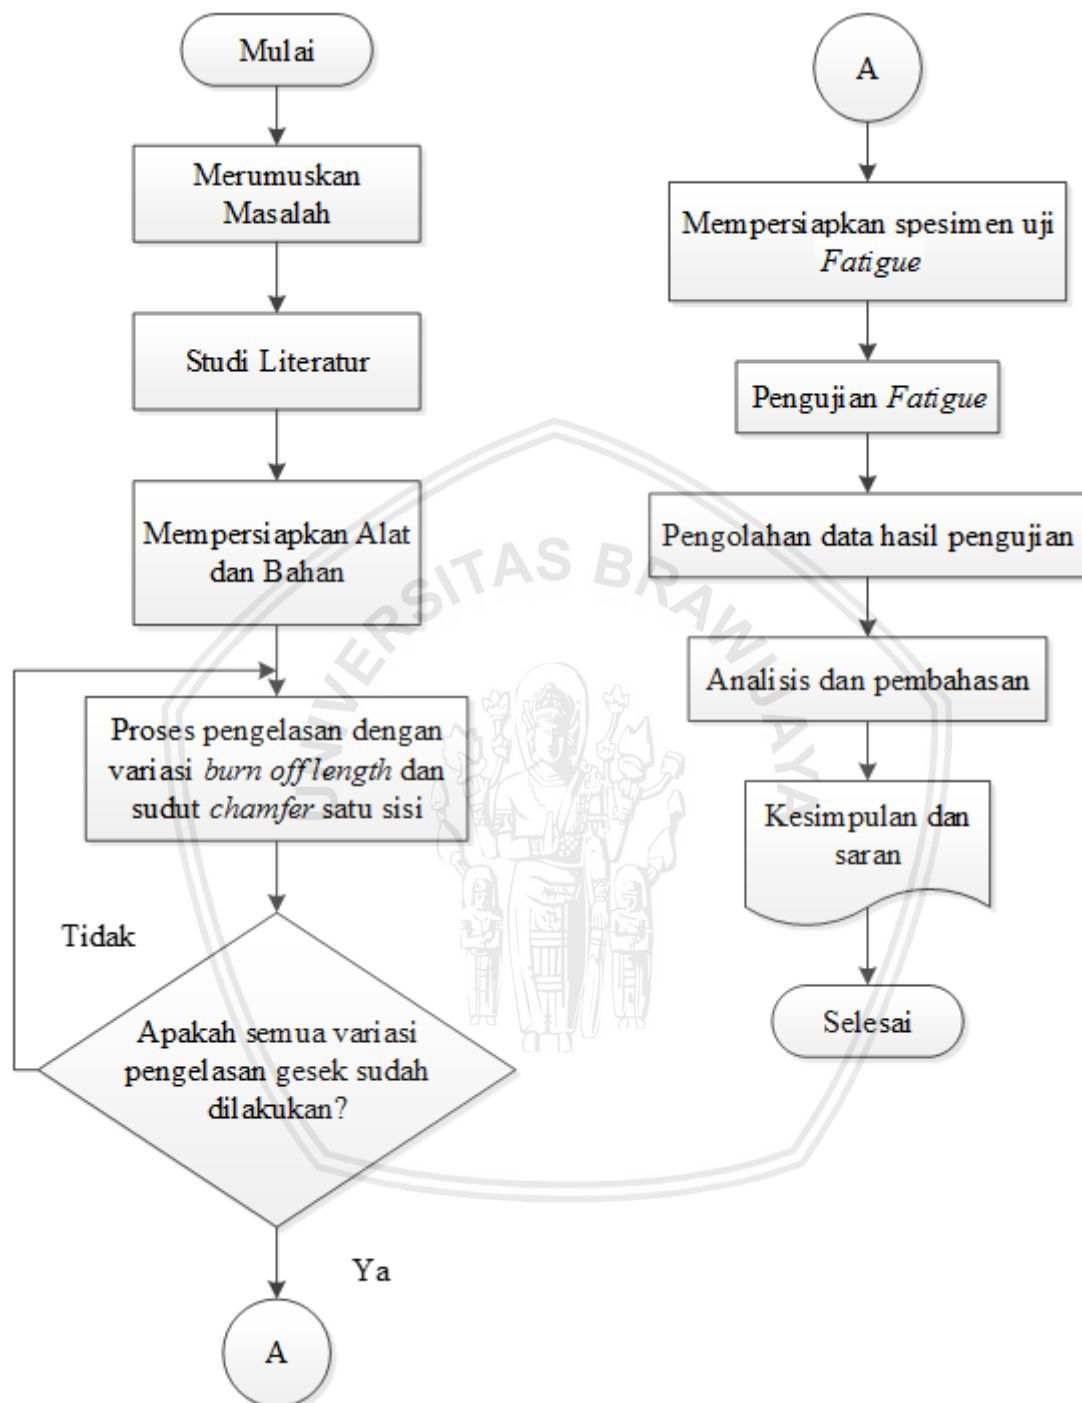 Mulai
Merumuskan
Masalah
Studi Literatur
Mempersiapkan Alat
dan Bahan
Proses pengelasan dengan
variasi burn off length dan
sudut chamfer satu sisi
Tidak
Apakah semua variasi
pengelasan gesek sudah
dilakukan?
Ya
A
A
Mempersiapkan spesimen uji
Fatigue
Pengujian Fatigue
Pengolahan data hasil pengujian
Analisis dan pembahasan
Kesimpulan dan
saran
Selesai
UNIVERSITAS BRAWIJAYA